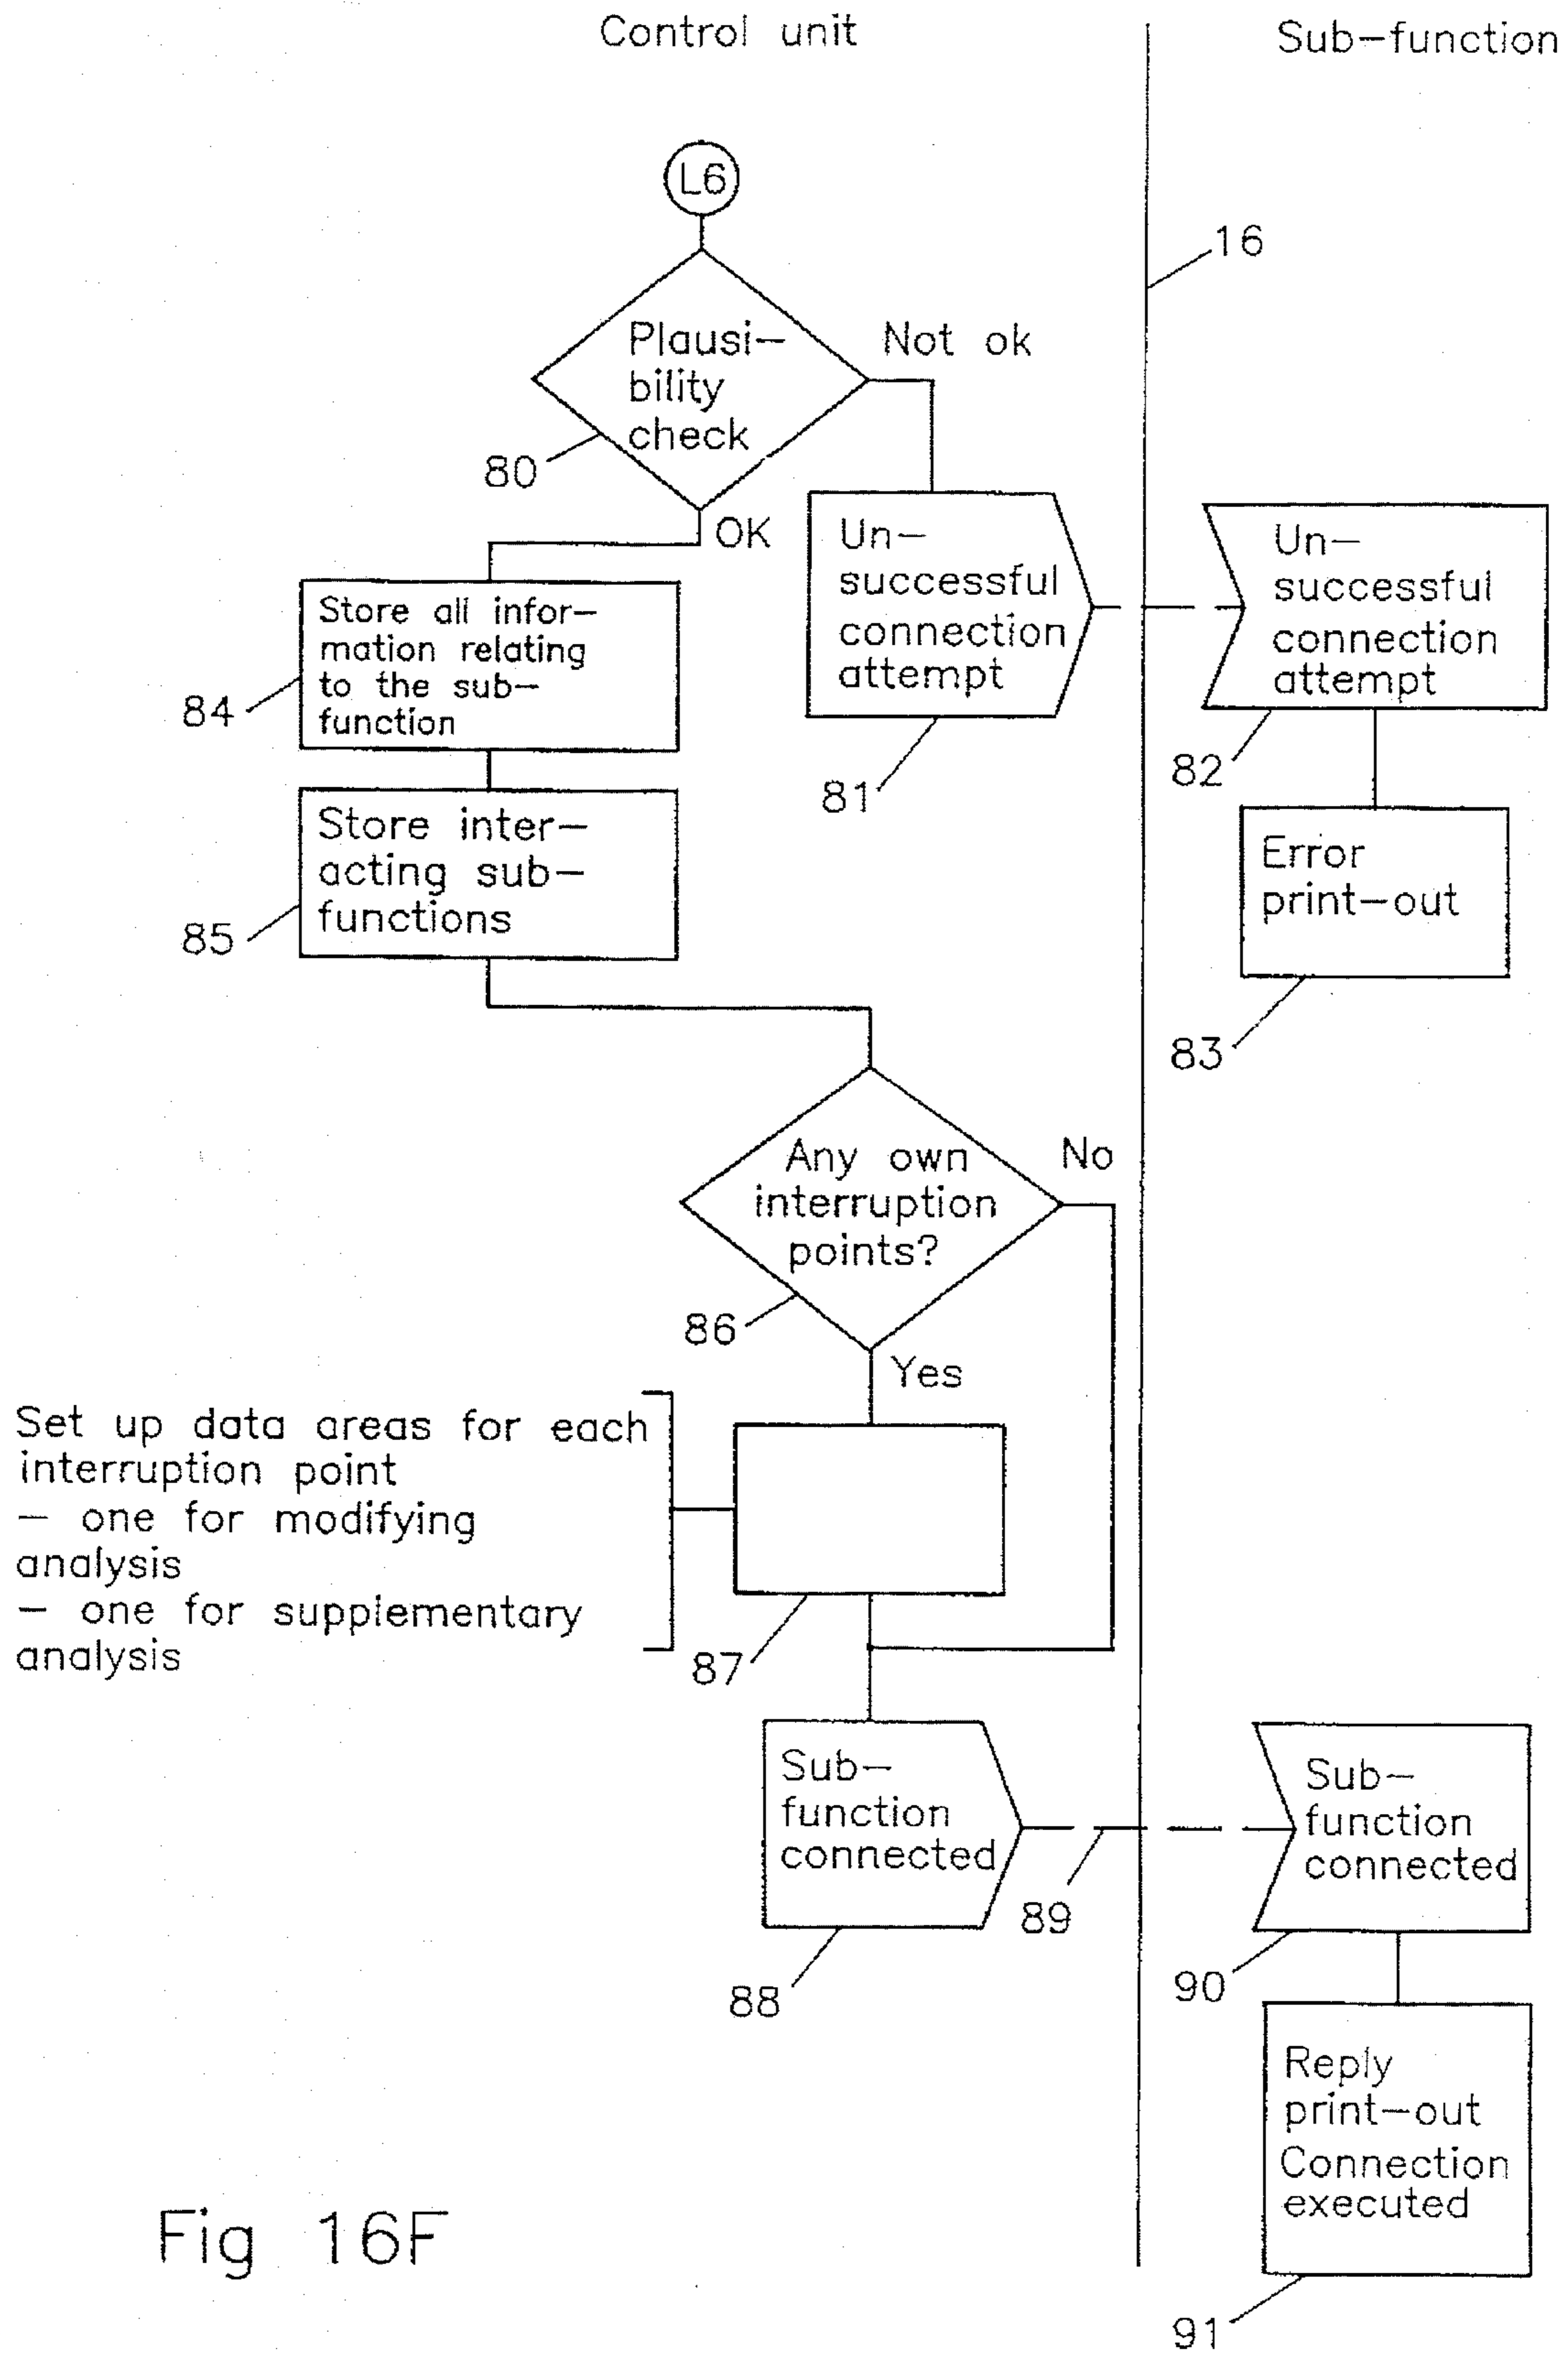 Control unit
Sub-function
L6
16
Plausi-
bility
check
Not ok
80
OK
Un-
successful
connection
attempt
Un-
successful
connection
attempt
Store all infor-
mation relating
to the sub-
function
84
81
82
Store inter-
acting sub-
functions
85
Error
print-out
83
Any own
interruption
points?
No
86
Yes
Set up data areas for each
interruption point
- one for modifying
analysis
- one for supplementary
analysis
87
Sub-
function
connected
89
Sub-
function
connected
88
90
Reply
print-out
Connection
executed
91
Fig 16F